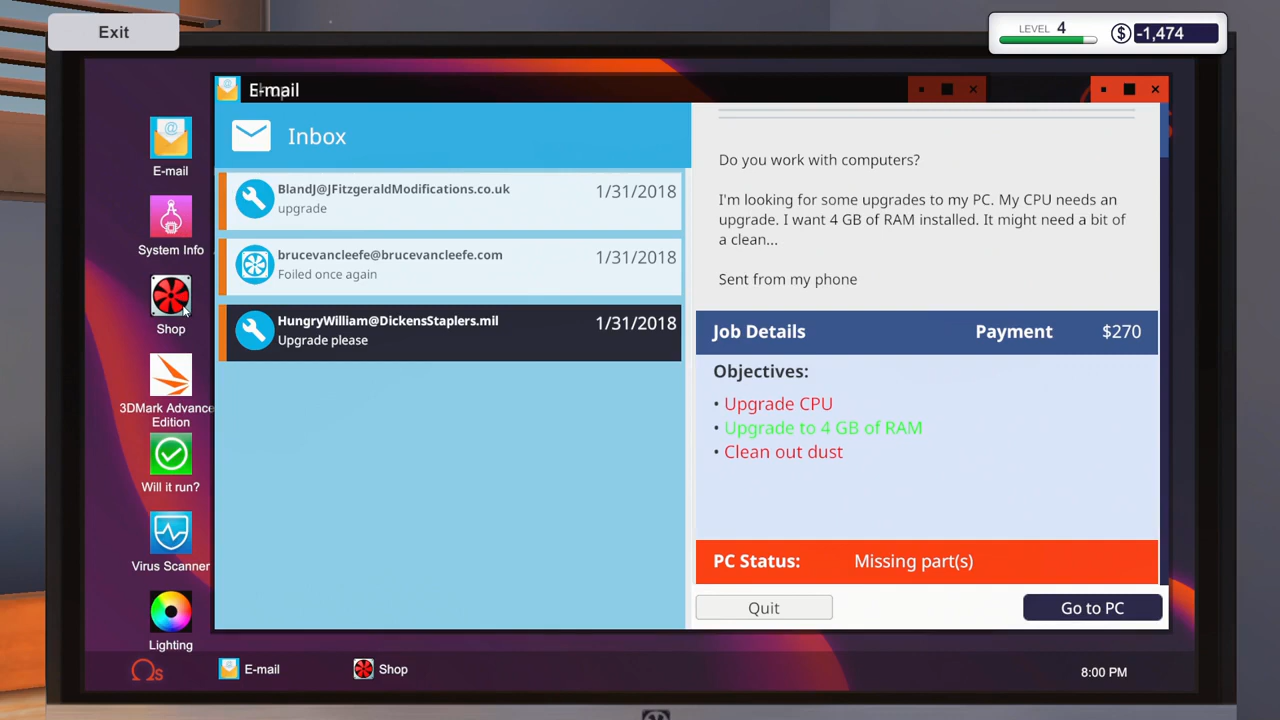 Exit
LEVEL 4
$ -1,474
E-mail
Inbox
BlandJ@JFitzgeraldModifications.co.uk
1/31/2018
upgrade
brucevancleefe@brucevancleefe.com
1/31/2018
Foiled once again
HungryWilliam@DickensStaplers.mil
1/31/2018
Upgrade please
Do you work with computers?
I'm looking for some upgrades to my PC. My CPU needs an
upgrade. I want 4 GB of RAM installed. It might need a bit of
a clean...
Sent from my phone
Job Details Payment $270
Objectives:
• Upgrade CPU
• Upgrade to 4 GB of RAM
• Clean out dust
PC Status: Missing part(s)
Quit
Go to PC
E-mail
System Info
Shop
3DMark Advance
Edition
Will it run?
Virus Scanner
Lighting
Ωs
E-mail
Shop
8:00 PM